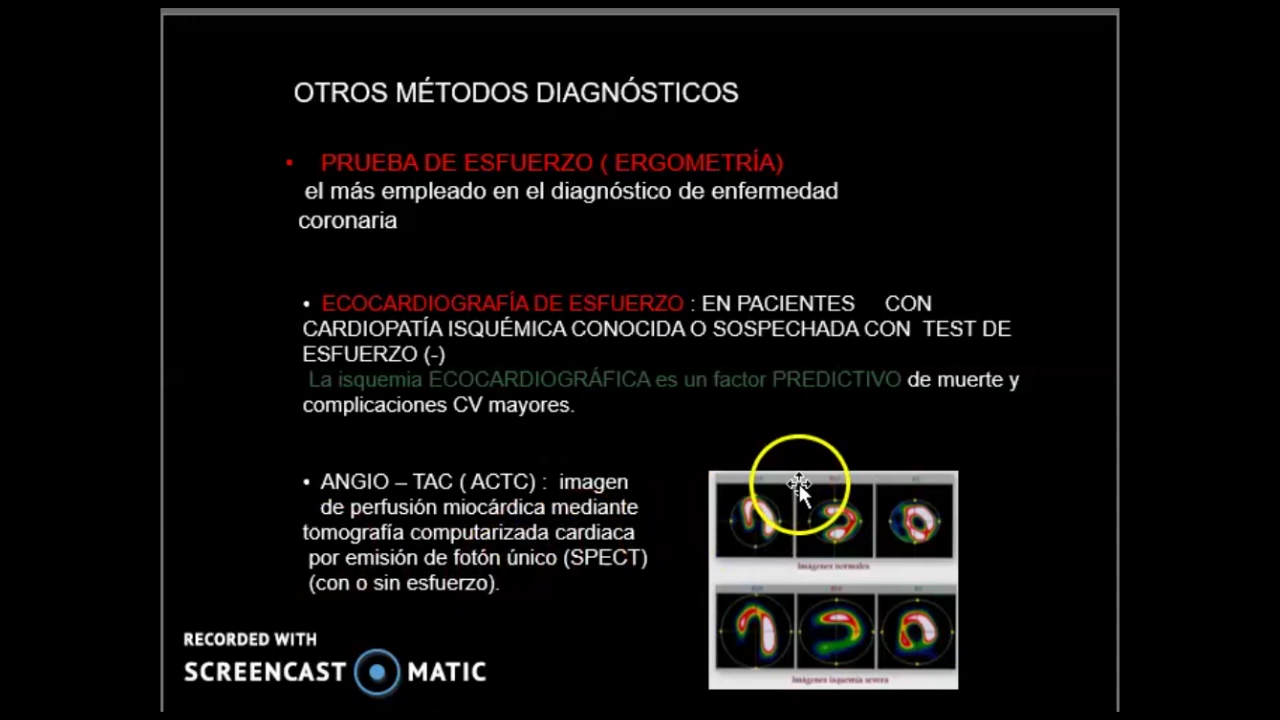 OTROS MÉTODOS DIAGNÓSTICOS
• PRUEBA DE ESFUERZO ( ERGOMETRÍA)
el más empleado en el diagnóstico de enfermedad
coronaria
• ECOCARDIOGRAFÍA DE ESFUERZO : EN PACIENTES CON
CARDIOPATÍA ISQUÉMICA CONOCIDA O SOSPECHADA CON TEST DE
ESFUERZO (-)
La isquemia ECOCARDIOGRÁFICA es un factor PREDICTIVO de muerte y
complicaciones CV mayores.
• ANGIO – TAC ( ACTC) : imagen
de perfusión miocárdica mediante
tomografía computarizada cardiaca
por emisión de fotón único (SPECT)
(con o sin esfuerzo).
Imágenes normales
Imágenes isquemia severa
RECORDED WITH
SCREENCAST MATIC